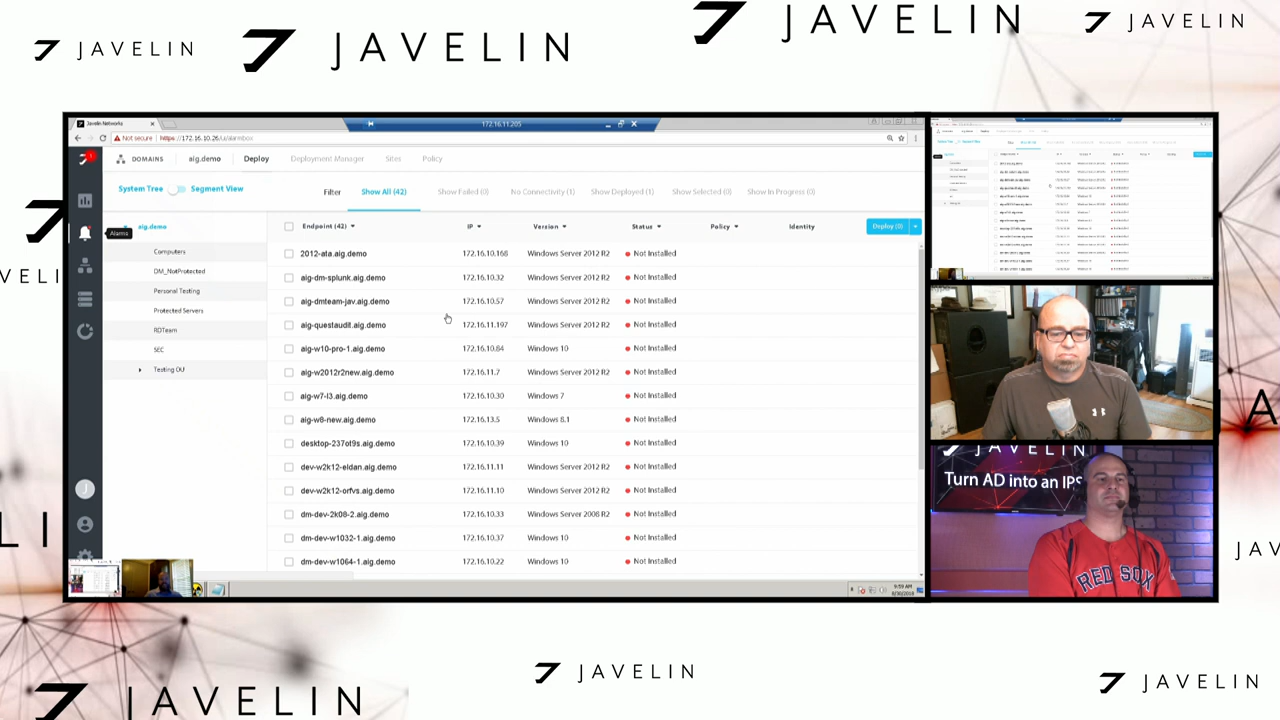 JAVELIN
JAVELIN
JAVELIN
JAVELIN
Javelin Networks
172.16.11.205
Not secure
https://172.16.10.26/u/alarmbox
DOMAINS
aig.demo
Deploy
Deployment Manager
Sites
Policy
System Tree
Segment View
Filter
Show All (42)
Show Failed (0)
No Connectivity (1)
Show Deployed (1)
Show Selected (0)
Show In Progress (0)
Alarms
aig.demo
Computers
DM_NotProtected
Personal Testing
Protected Servers
RDTeam
SEC
Testing OU
Endpoint (42) IP Version Status Policy Identity Deploy (0)
2012-ata.aig.demo 172.16.10.168 Windows Server 2012 R2 Not Installed
aig-dm-splunk.aig.demo 172.16.10.32 Windows Server 2012 R2 Not Installed
aig-dmteam-jav.aig.demo 172.16.10.57 Windows Server 2012 R2 Not Installed
aig-questaudit.aig.demo 172.16.11.197 Windows Server 2012 R2 Not Installed
aig-w10-pro-1.aig.demo 172.16.10.84 Windows 10 Not Installed
aig-w2012r2new.aig.demo 172.16.11.7 Windows Server 2012 R2 Not Installed
aig-w7-l3.aig.demo 172.16.10.30 Windows 7 Not Installed
aig-w8-new.aig.demo 172.16.13.5 Windows 8.1 Not Installed
desktop-237ot9s.aig.demo 172.16.10.39 Windows 10 Not Installed
dev-w2k12-eldan.aig.demo 172.16.11.11 Windows Server 2012 R2 Not Installed
dev-w2k12-orfvs.aig.demo 172.16.11.10 Windows Server 2012 R2 Not Installed
dm-dev-2k08-2.aig.demo 172.16.10.33 Windows Server 2008 R2 Not Installed
dm-dev-w1032-1.aig.demo 172.16.10.37 Windows 10 Not Installed
dm-dev-w1064-1.aig.demo 172.16.10.22 Windows 10 Not Installed
J
9:59 AM
JAVELIN
Turn AD into an IPS
RED SOX
VELI
LI
A
JAV
JAVELIN
JAVELIN
JAVELIN